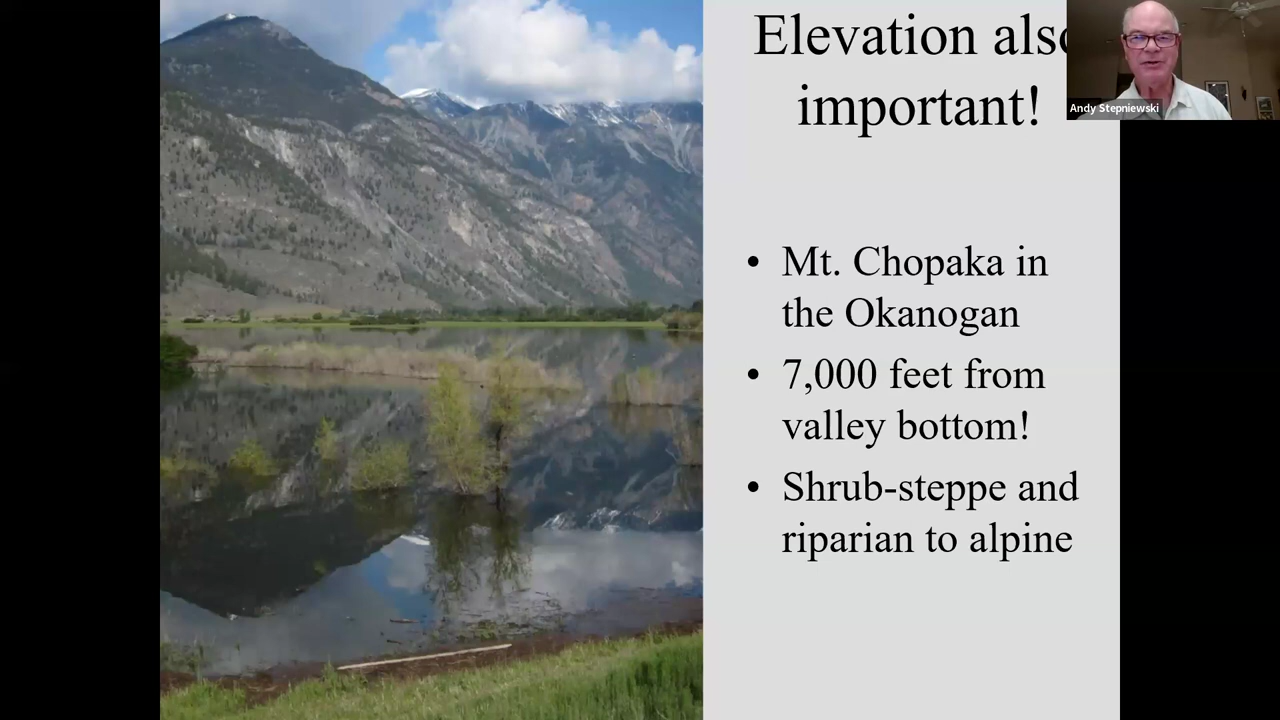 Elevation also
important!
Andy Stepniewski
• Mt. Chopaka in
the Okanogan
• 7,000 feet from
valley bottom!
• Shrub-steppe and
riparian to alpine